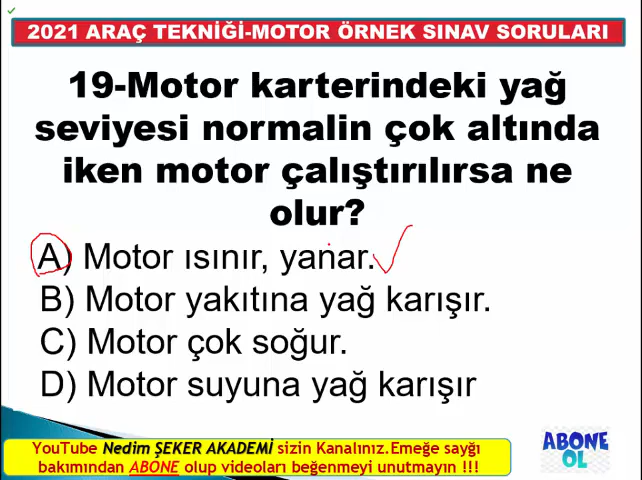 2021 ARAÇ TEKNİĞİ-MOTOR ÖRNEK SINAV SORULARI
19-Motor karterindeki yağ
seviyesi normalin çok altında
iken motor çalıştırılırsa ne
olur?
A) Motor ısınır, yanar.
B) Motor yakıtına yağ karışır.
C) Motor çok soğur.
D) Motor suyuna yağ karışır
YouTube Nedim ŞEKER AKADEMİ sizin Kanalınız.Emeğe saygı
bakımından ABONE olup videoları beğenmeyi unutmayın !!!
ABONE
OL